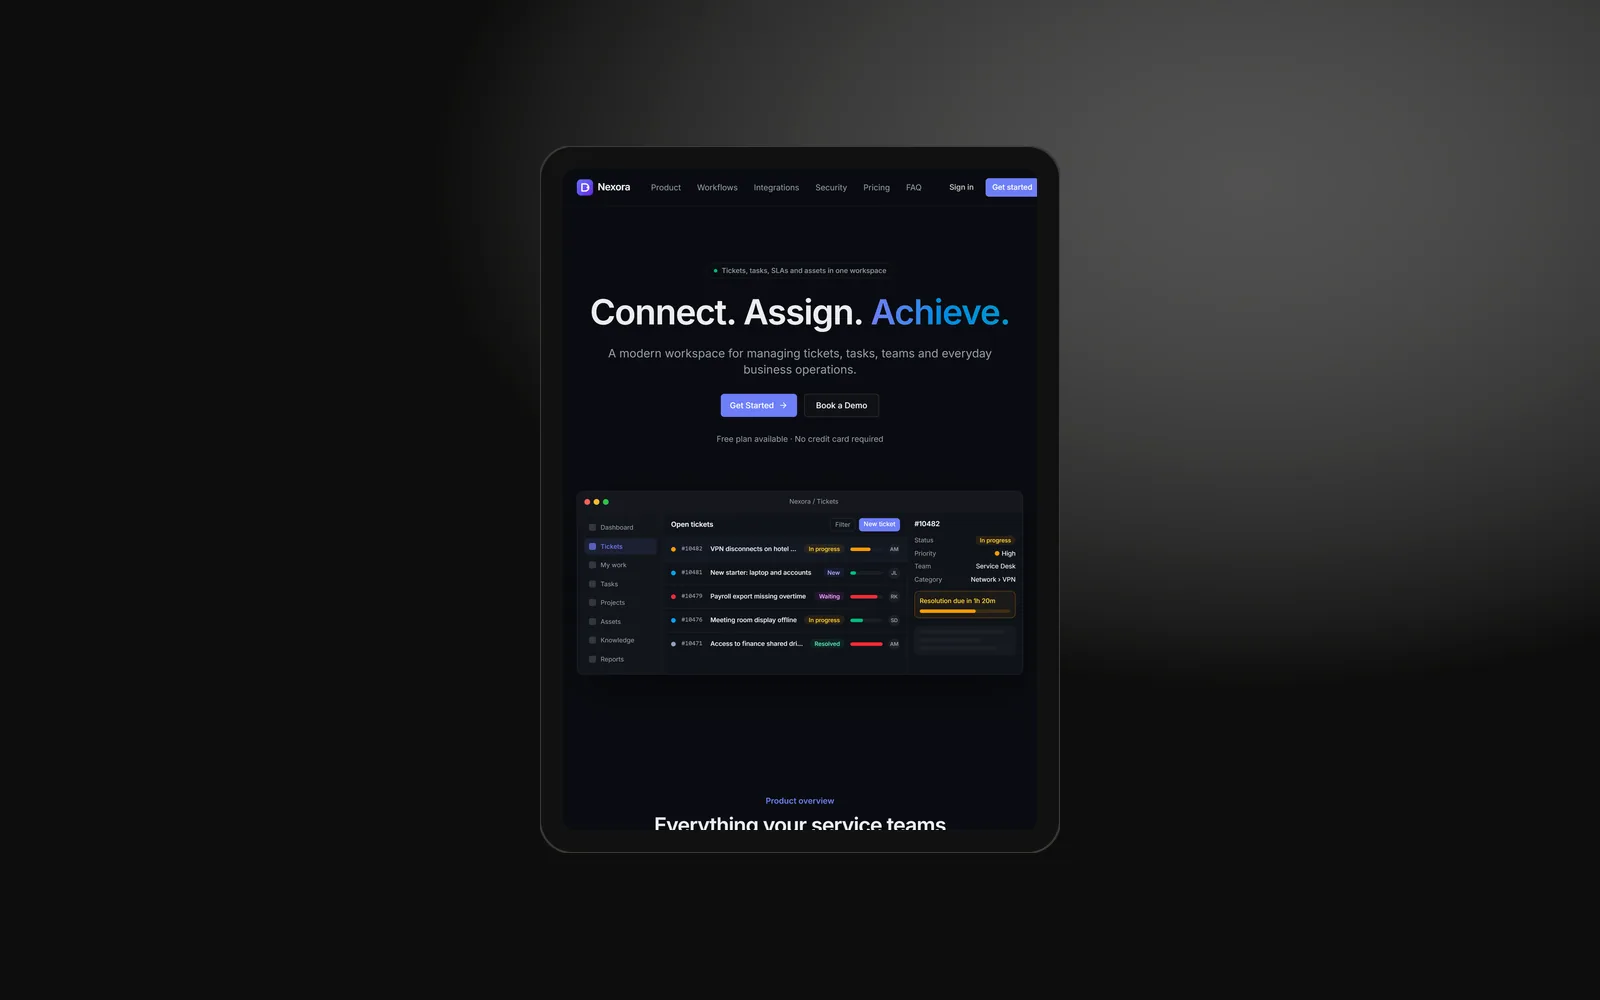 D Nexora Product Workflows Integrations Security Pricing FAQ Sign in Get started
Tickets, tasks, SLAs and assets in one workspace
Connect. Assign. Achieve.
A modern workspace for managing tickets, tasks, teams and everyday
business operations.
Get Started → Book a Demo
Free plan available · No credit card required
Nexora / Tickets
Dashboard
Tickets
My work
Tasks
Projects
Assets
Knowledge
Reports
Open tickets Filter New ticket
#10482 VPN disconnects on hotel ... In progress AM
#10481 New starter: laptop and accounts New JL
#10479 Payroll export missing overtime Waiting RK
#10476 Meeting room display offline In progress SD
#10471 Access to finance shared dri... Resolved AM
#10482
Status In progress
Priority High
Team Service Desk
Category Network › VPN
Resolution due in 1h 20m
Product overview
Everything your service teams